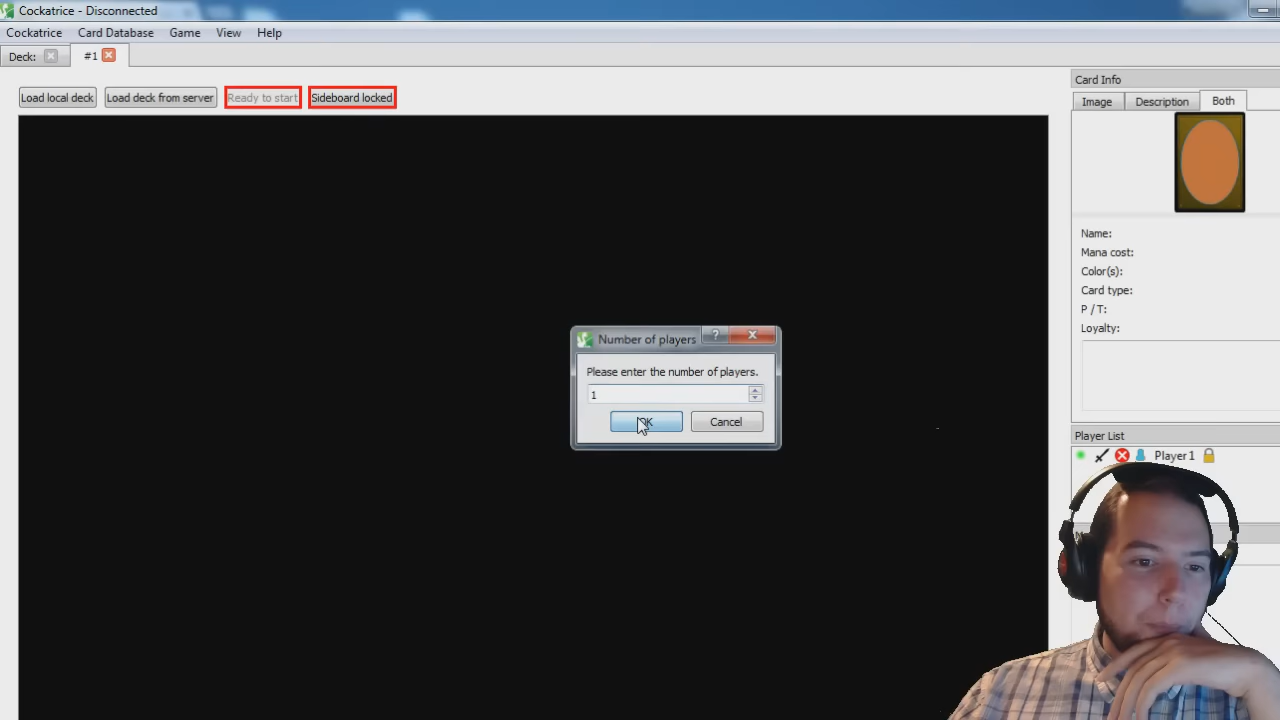 Cockatrice - Disconnected
Cockatrice Card Database Game View Help
Deck: #1
Load local deck Load deck from server Ready to start Sideboard locked
Card Info
Image Description Both
Name:
Mana cost:
Color(s):
Card type:
P / T:
Loyalty:
Number of players
?
Please enter the number of players.
1
OK Cancel
Player List
Player 1